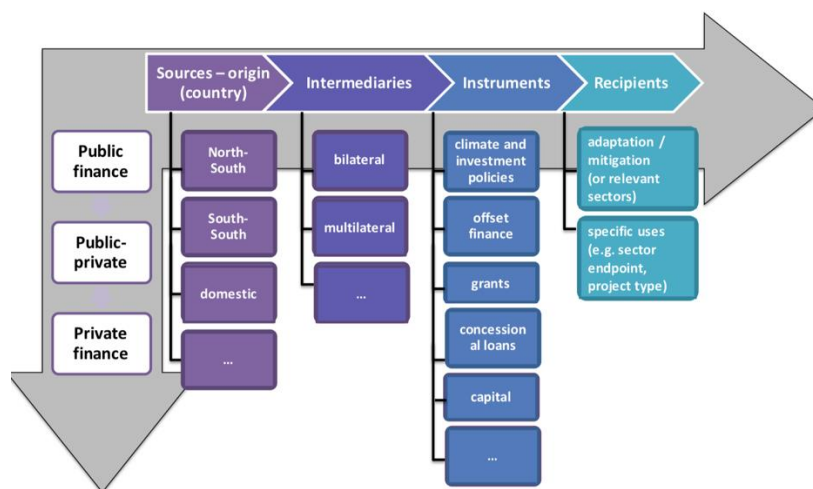 Sources – origin
(country)
Intermediaries
Instruments
Recipients
Public
finance
Public-
private
Private
finance
North-
South
South-
South
domestic
...
bilateral
multilateral
...
climate and
investment
policies
offset
finance
grants
concession
al loans
capital
...
adaptation /
mitigation
(or relevant
sectors)
specific uses
(e.g. sector
endpoint,
project type)